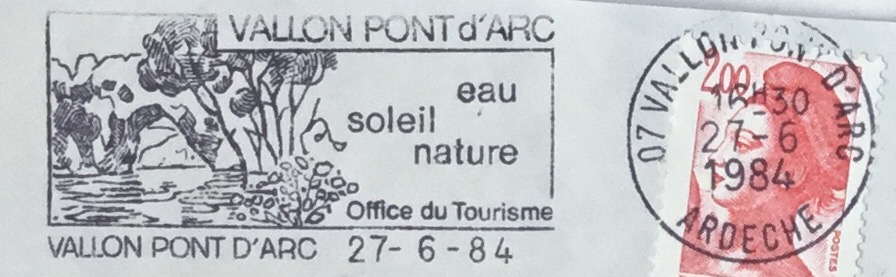 VALLON PONT d'ARC
eau
soleil
nature
Office du Tourisme
VALLON PONT D'ARC 27-6-84
07 VALLON PONT D'ARC
2,00
16H30
27-6
1984
ARDECHE
POSTES